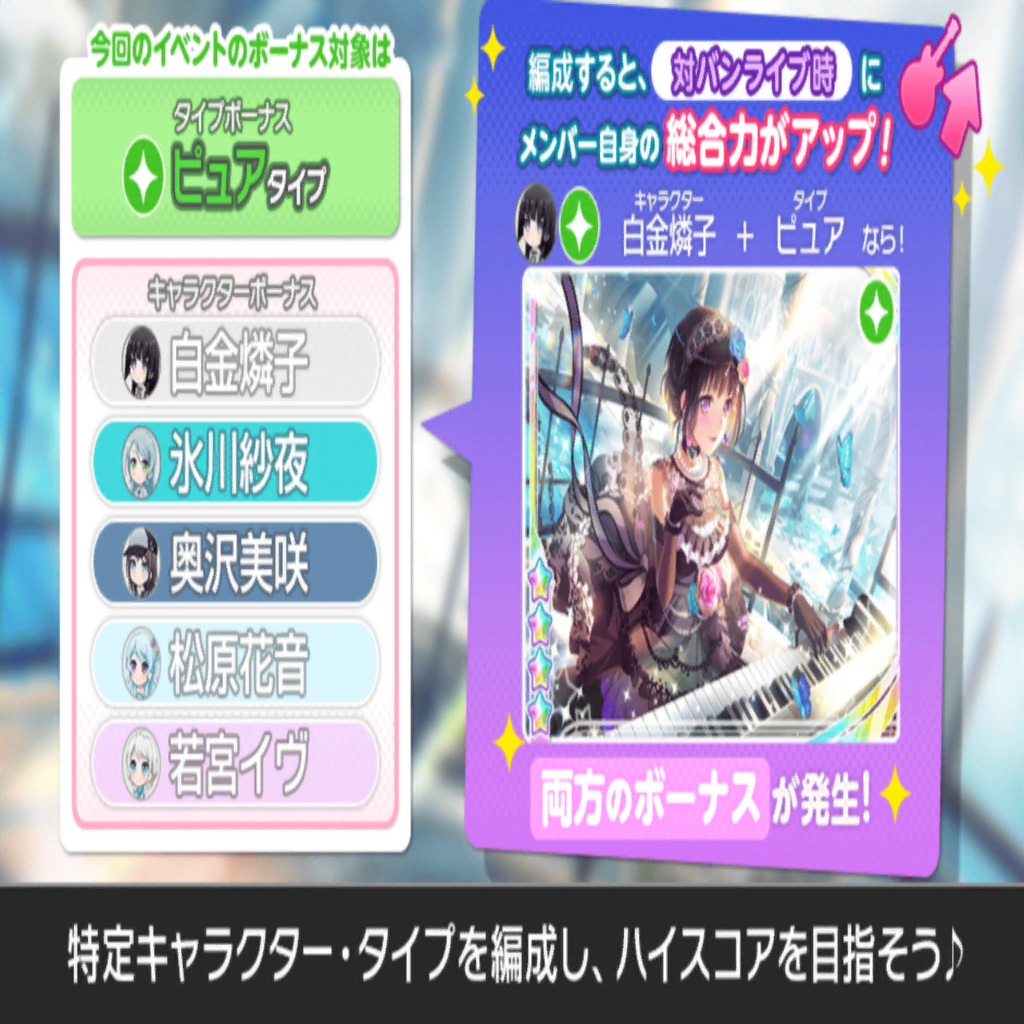 今回のイベントのボーナス対象は
タイプボーナス
ピュアタイプ
キャラクターボーナス
白金燐子
氷川紗夜
奥沢美咲
松原花音
若宮イヴ
編成すると、対バンライブ時に
メンバー自身の総合力がアップ!
キャラクター タイプ
白金燐子 + ピュア なら!
両方のボーナスが発生!
特定キャラクター・タイプを編成し、ハイスコアを目指そう♪